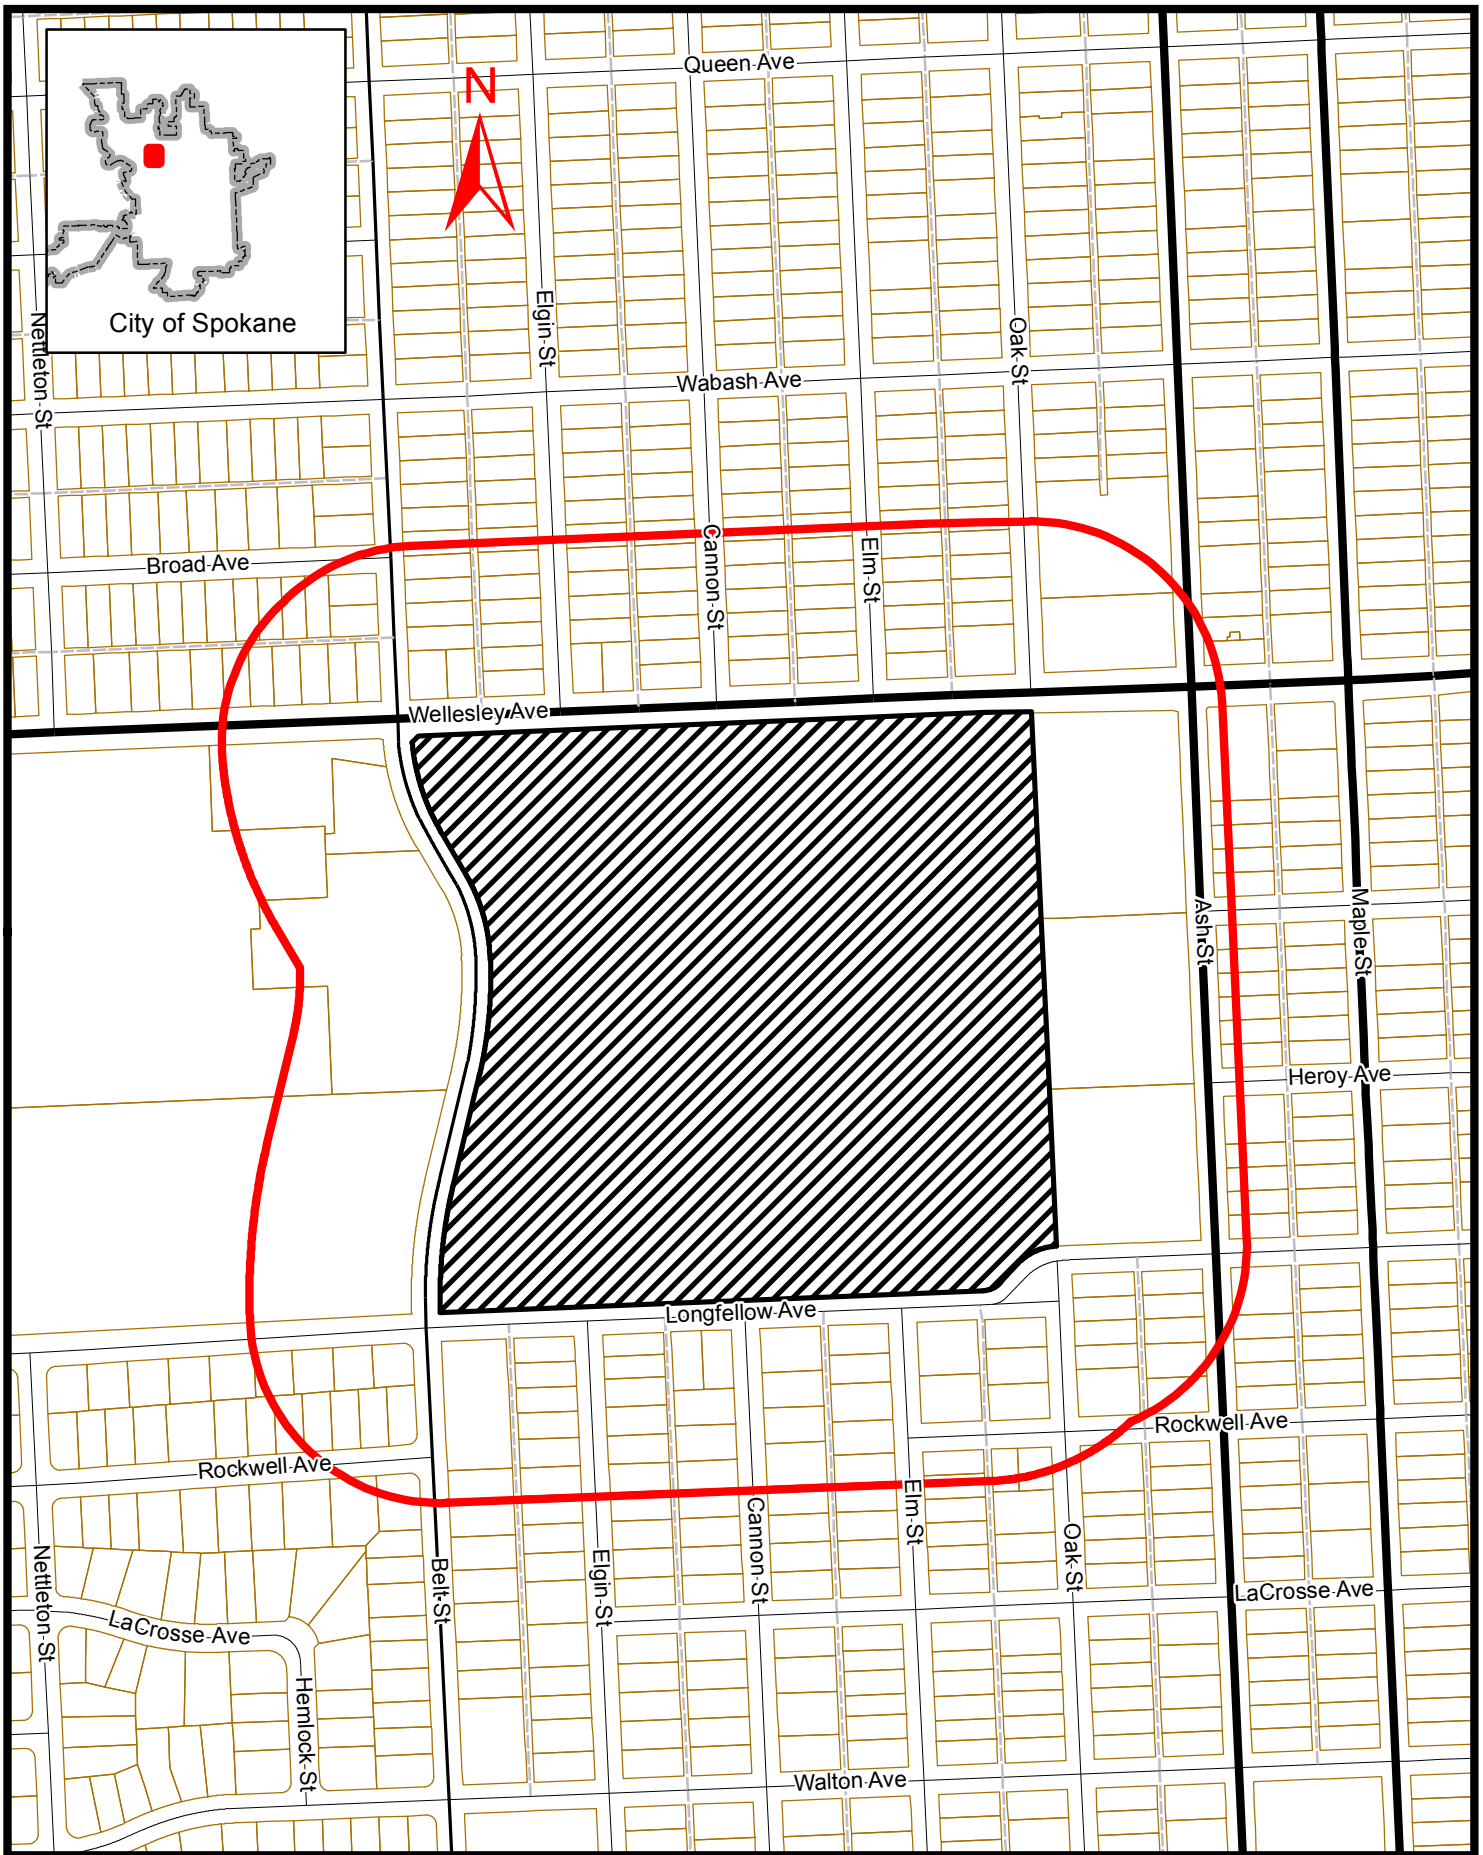 Queen Ave
N
City of Spokane
Nettleton St
Elgin St
Oak St
Wabash Ave
Broad Ave
Cannon St
Elm St
Wellesley Ave
Ash St
Maple St
Heroy Ave
Longfellow Ave
Rockwell Ave
Rockwell Ave
Nettleton St
Belt St
Elgin St
Cannon St
Elm St
Oak St
LaCrosse Ave
LaCrosse Ave
Hemlock St
Walton Ave